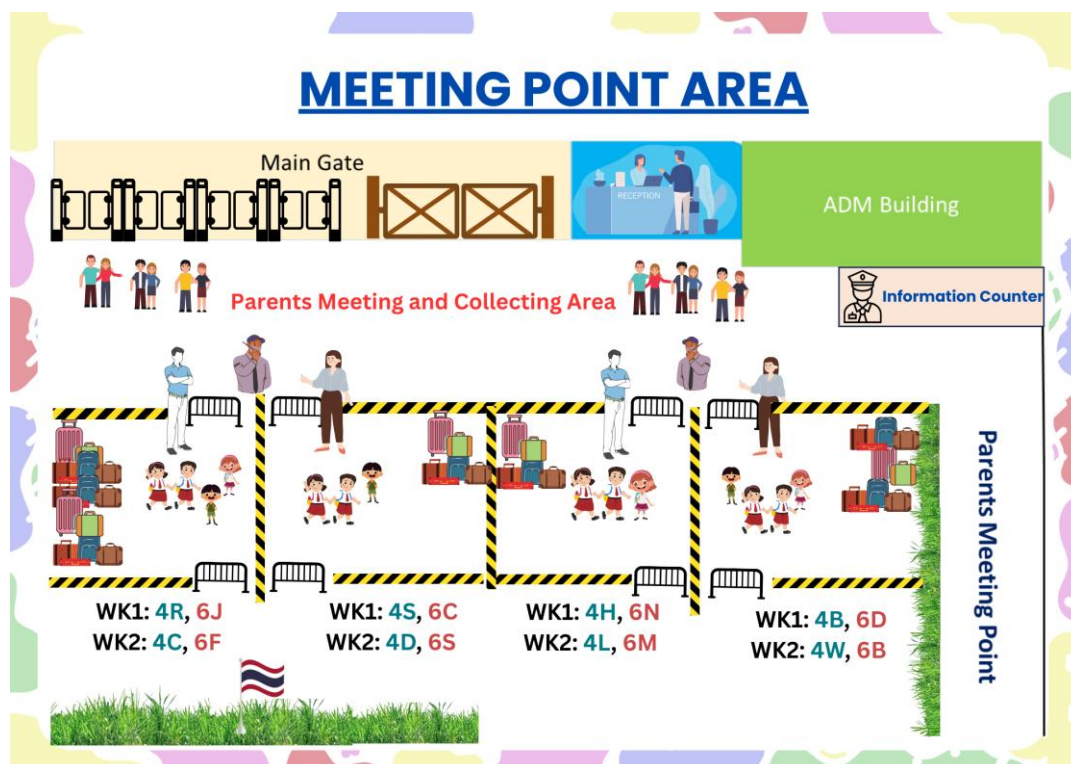 MEETING POINT AREA
Main Gate
RECEPTION
ADM Building
Information Counter
Parents Meeting and Collecting Area
Parents Meeting Point
WK1: 4R, 6J
WK2: 4C, 6F
WK1: 4S, 6C
WK2: 4D, 6S
WK1: 4H, 6N
WK2: 4L, 6M
WK1: 4B, 6D
WK2: 4W, 6B